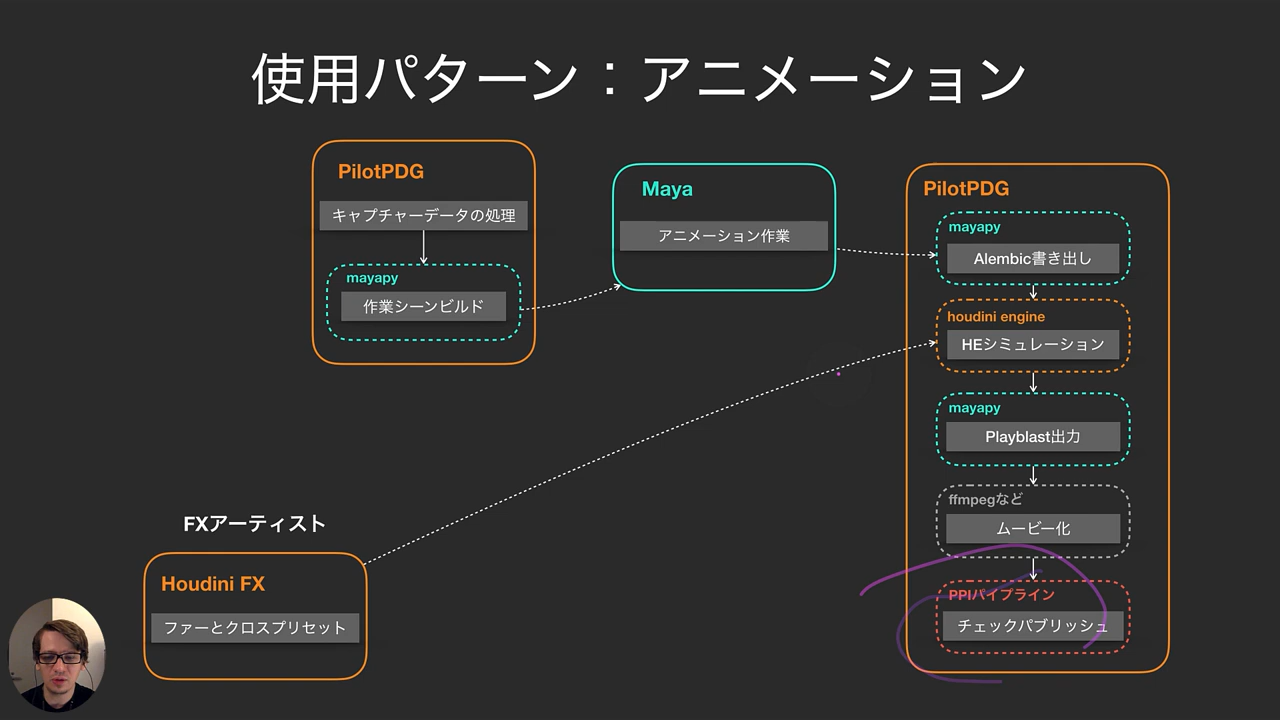 使用パターン：アニメーション
PilotPDG
キャプチャーデータの処理
mayapy
作業シーンビルド
Maya
アニメーション作業
PilotPDG
mayapy
Alembic書き出し
houdini engine
HEシミュレーション
mayapy
Playblast出力
ffmpegなど
ムービー化
PPIパイプライン
チェックパブリッシュ
FXアーティスト
Houdini FX
ファーとクロスプリセット